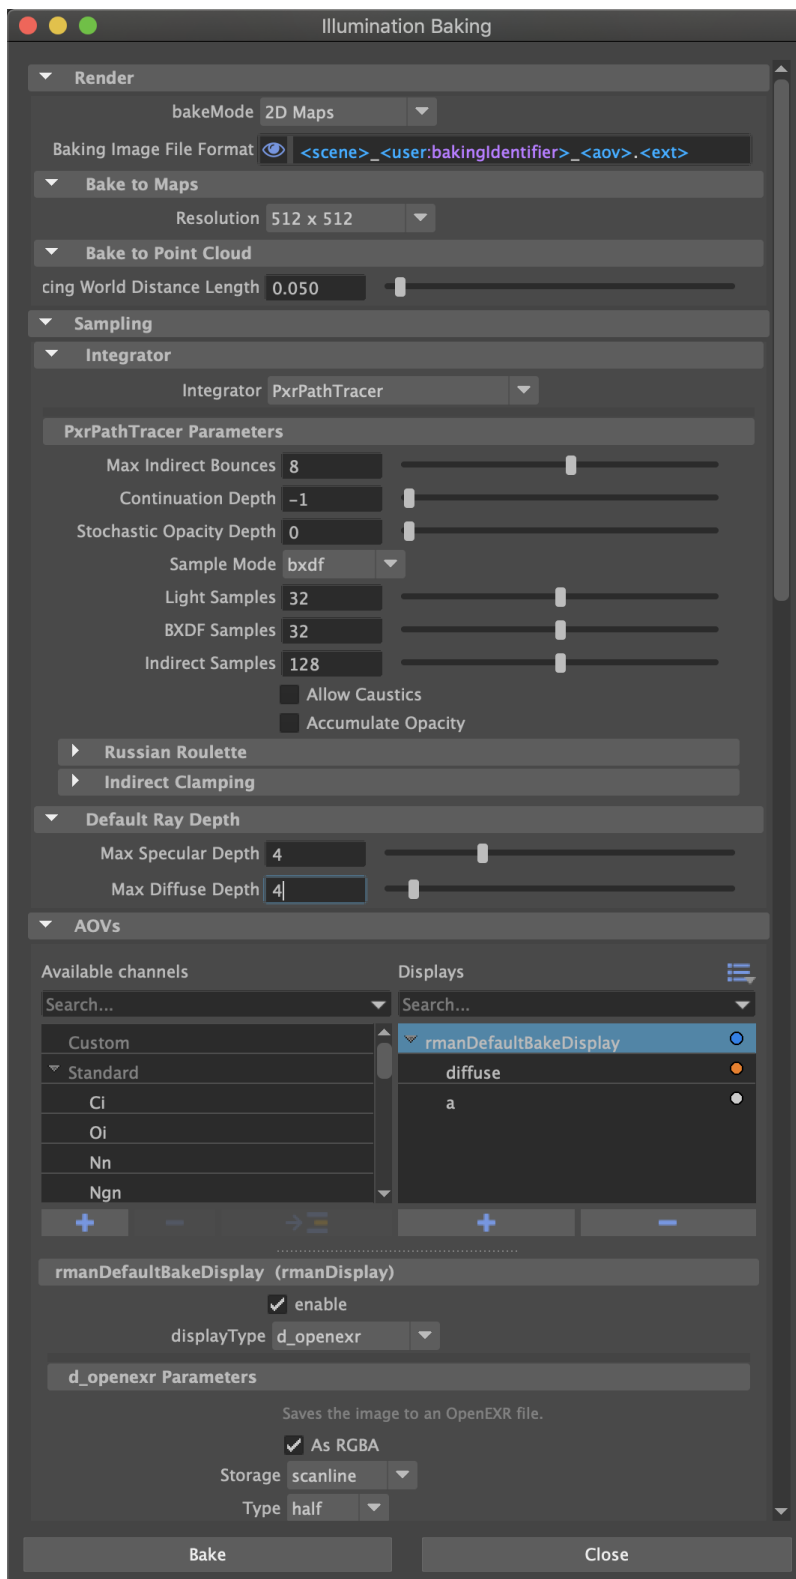 Illumination Baking
Render
bakeMode 2D Maps
Baking Image File Format <scene>_<user:bakingIdentifier>_<aov>.<ext>
Bake to Maps
Resolution 512 x 512
Bake to Point Cloud
cing World Distance Length 0.050
Sampling
Integrator
Integrator PxrPathTracer
PxrPathTracer Parameters
Max Indirect Bounces 8
Continuation Depth -1
Stochastic Opacity Depth 0
Sample Mode bxdf
Light Samples 32
BXDF Samples 32
Indirect Samples 128
Allow Caustics
Accumulate Opacity
Russian Roulette
Indirect Clamping
Default Ray Depth
Max Specular Depth 4
Max Diffuse Depth 4
AOVs
Available channels Displays
Search... Search...
Custom rmanDefaultBakeDisplay
Standard diffuse
Ci a
Oi
Nn
Ngn
rmanDefaultBakeDisplay (rmanDisplay)
enable
displayType d_openexr
d_openexr Parameters
Saves the image to an OpenEXR file.
As RGBA
Storage scanline
Type half
Bake Close